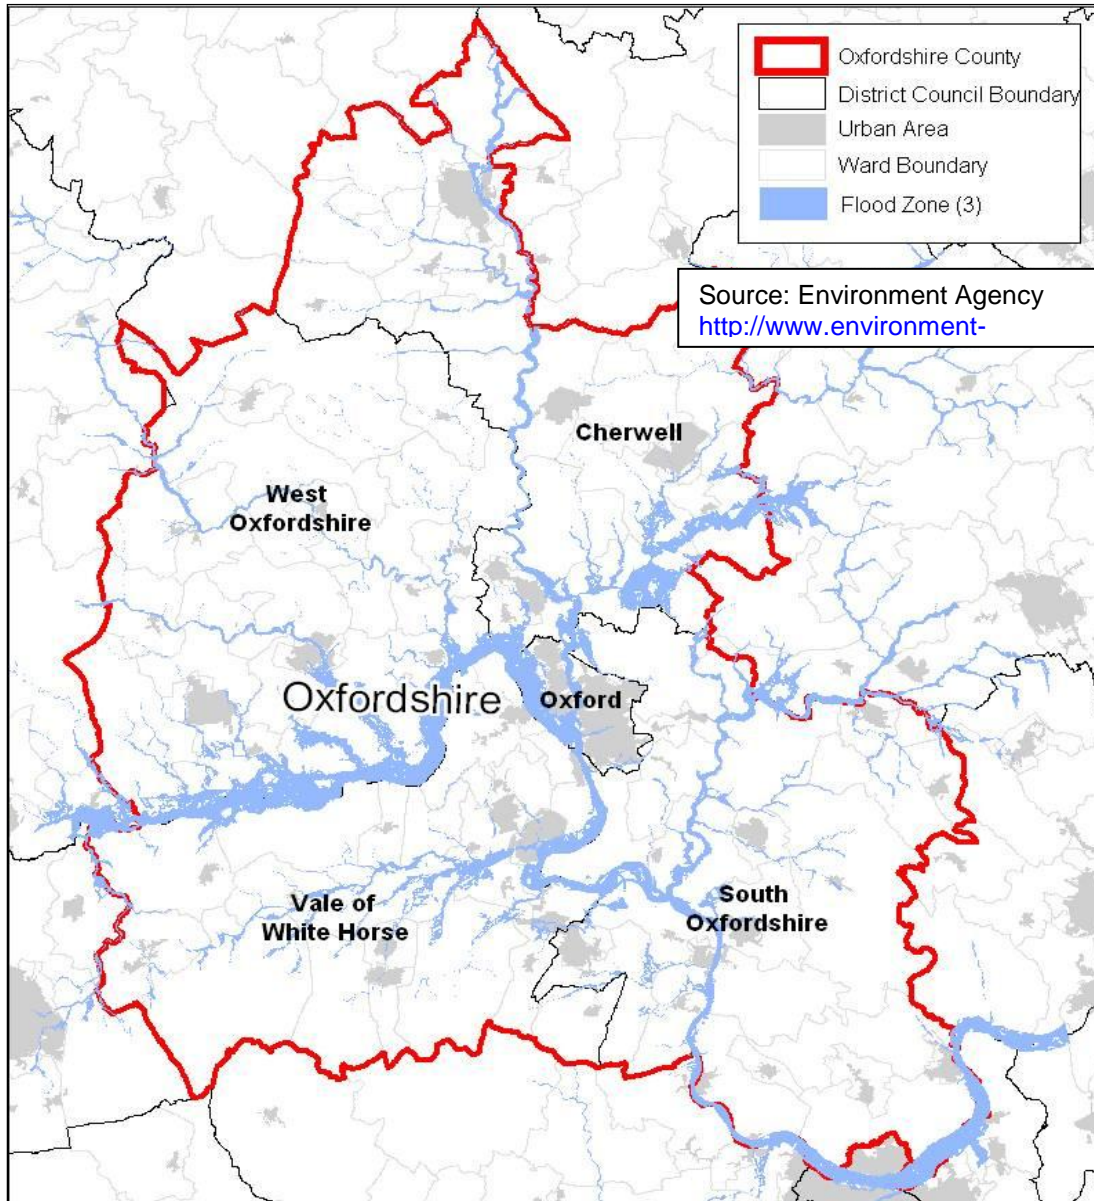 Oxfordshire County
District Council Boundary
Urban Area
Ward Boundary
Flood Zone (3)
Source: Environment Agency
http://www.environment-
Cherwell
West
Oxfordshire
Oxfordshire
Oxford
Vale of
White Horse
South
Oxfordshire